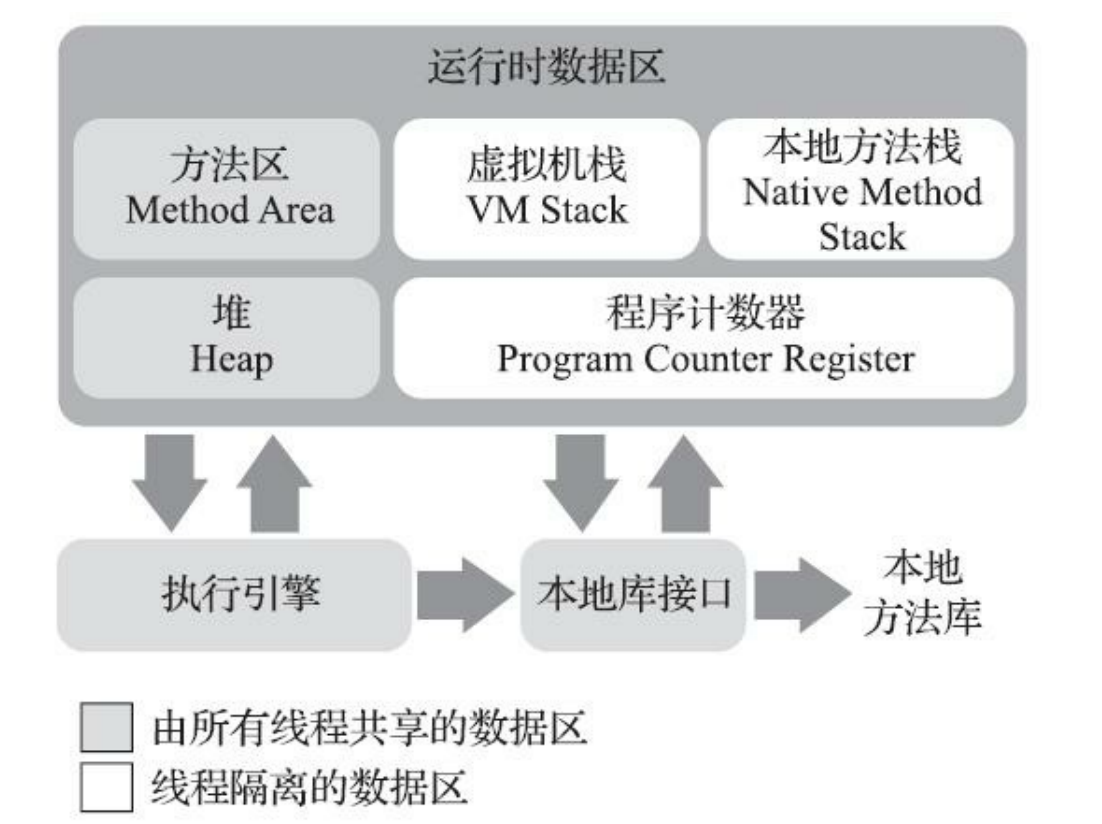 运行时数据区
方法区
Method Area
虚拟机栈
VM Stack
本地方法栈
Native Method
Stack
堆
Heap
程序计数器
Program Counter Register
执行引擎
本地库接口
本地
方法库
由所有线程共享的数据区
线程隔离的数据区